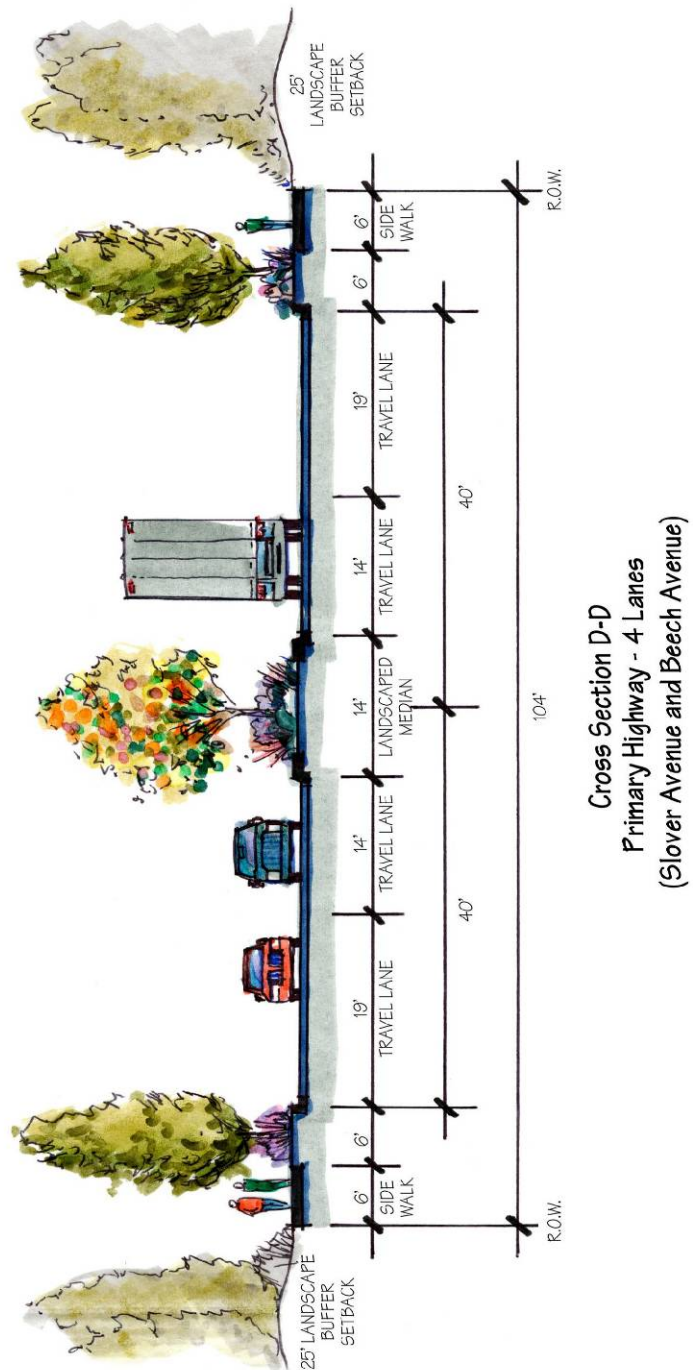 25' LANDSCAPE
BUFFER
SETBACK
6'
SIDE
WALK
6'
19'
TRAVEL LANE
14'
TRAVEL LANE
14'
LANDSCAPED
MEDIAN
14'
TRAVEL LANE
19'
TRAVEL LANE
6'
6'
SIDE
WALK
25'
LANDSCAPE
BUFFER
SETBACK
40'
40'
R.O.W.
104'
R.O.W.
Cross Section D-D
Primary Highway - 4 Lanes
(Slover Avenue and Beech Avenue)